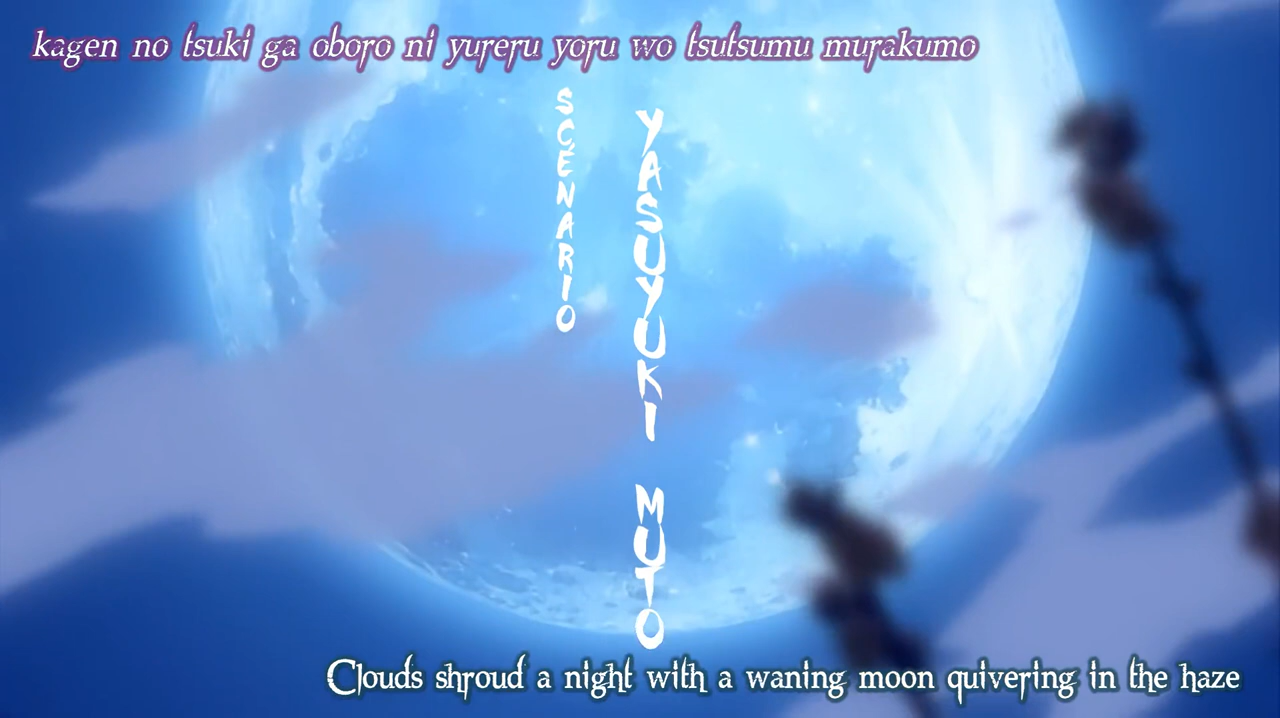 kagen no tsuki ga oboro ni yureru yoru wo tsutsumu murakumo
SCENARIO
YASUYUKI MUTO
Clouds shroud a night with a waning moon quivering in the haze